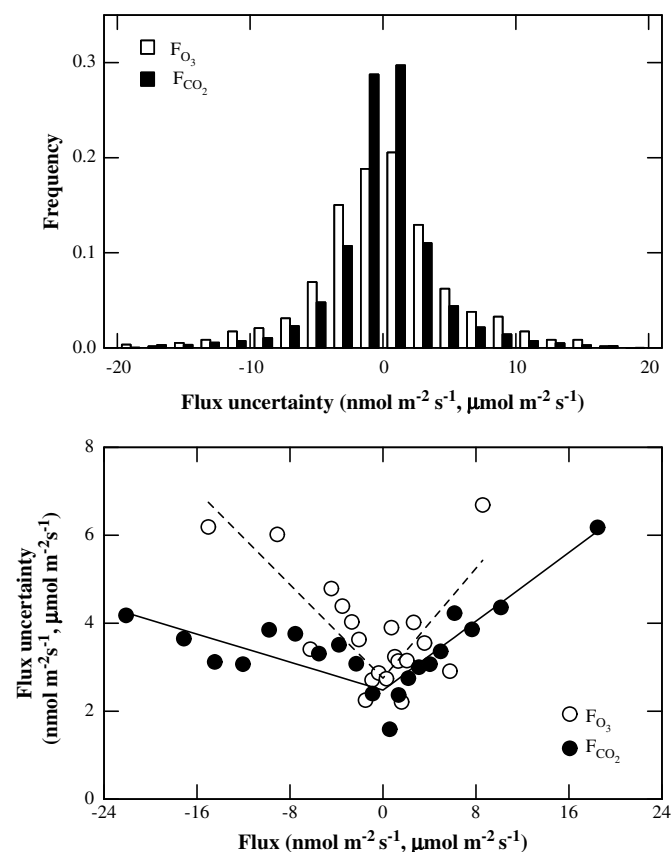 F_O3
F_CO2
Frequency
0.3
0.2
0.1
0.0
-20 -10 0 10 20
Flux uncertainty (nmol m-2 s-1, μmol m-2 s-1)
Flux uncertainty
(nmol m-2s-1, μmol m-2s-1)
8
6
4
2
0
F_O3
F_CO2
-24 -16 -8 0 8 16 24
Flux (nmol m-2 s-1, μmol m-2 s-1)